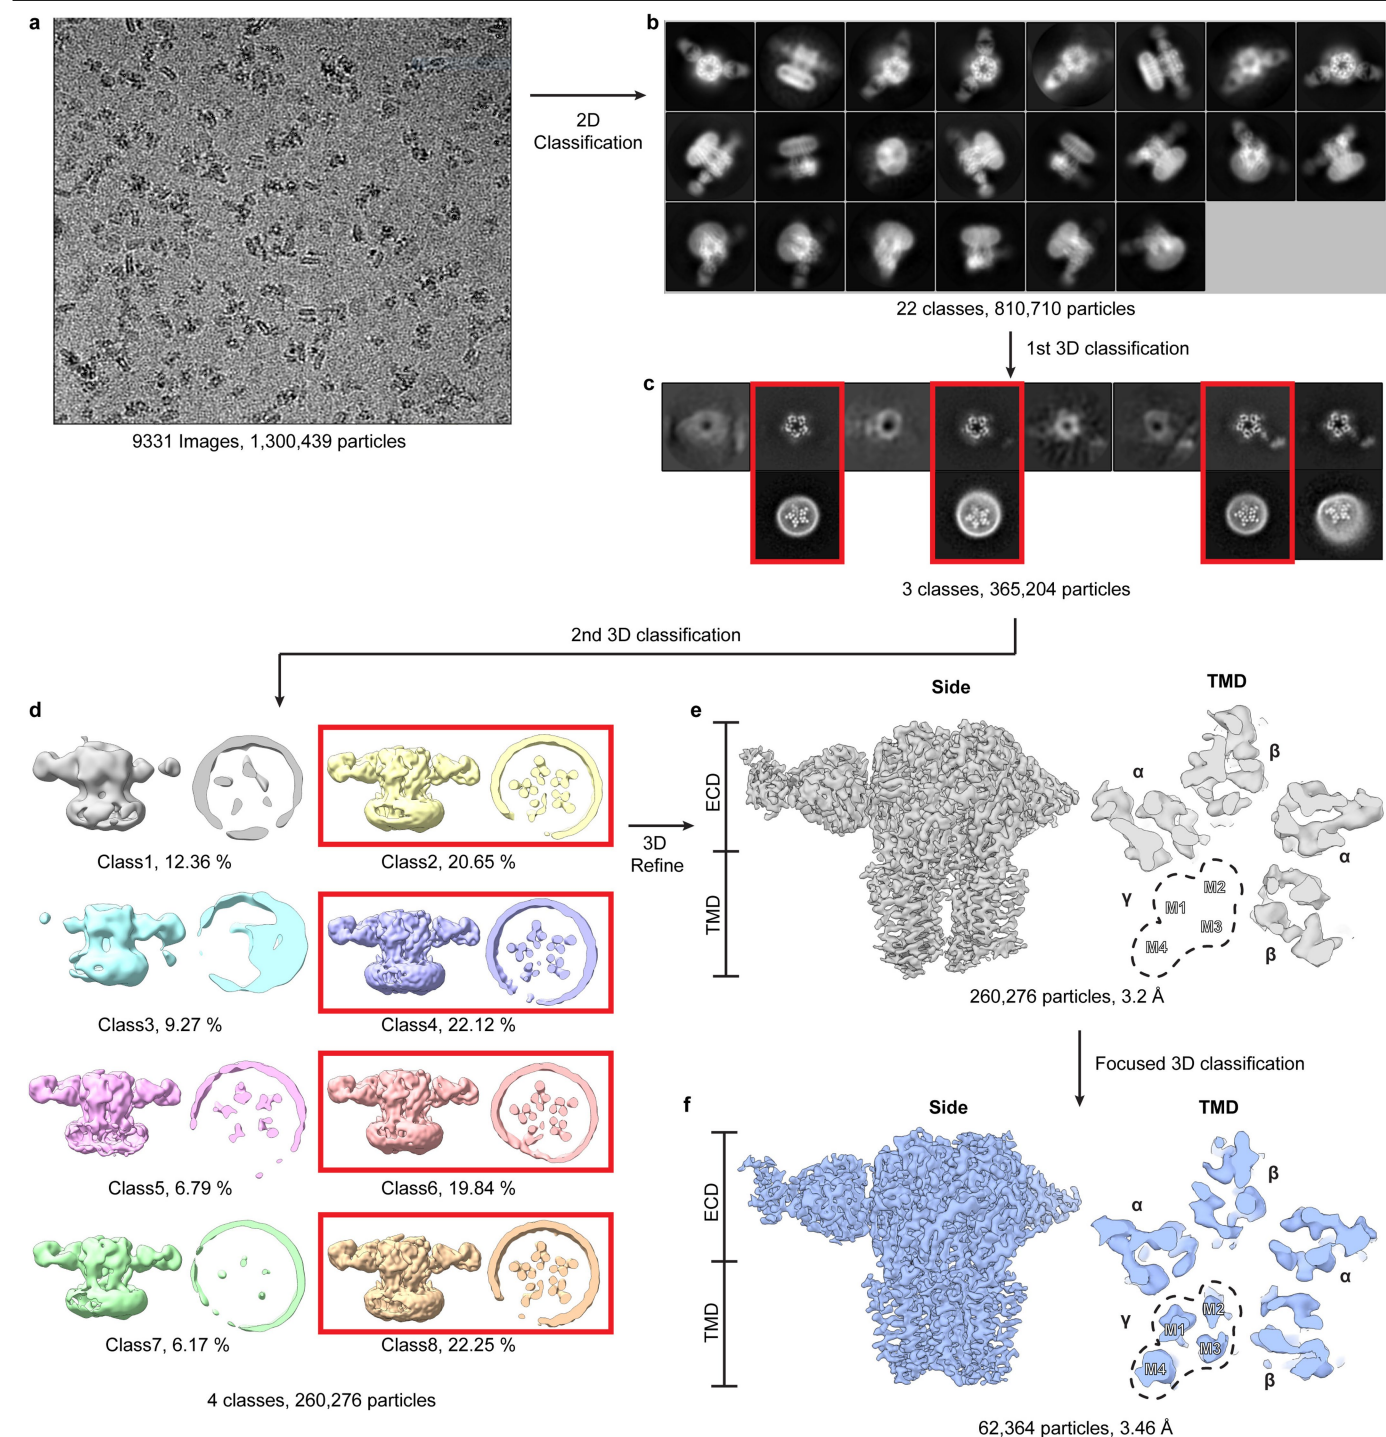 a
b
2D
Classification
9331 Images, 1,300,439 particles
22 classes, 810,710 particles
1st 3D classification
c
3 classes, 365,204 particles
2nd 3D classification
d
Class1, 12.36 %
Class2, 20.65 %
Class3, 9.27 %
Class4, 22.12 %
Class5, 6.79 %
Class6, 19.84 %
Class7, 6.17 %
Class8, 22.25 %
4 classes, 260,276 particles
3D
Refine
e
Side
TMD
ECD
TMD
α
β
α
γ
M2
M1
M3
M4
β
260,276 particles, 3.2 Å
Focused 3D classification
f
Side
TMD
ECD
TMD
β
α
α
γ
M2
M1
M3
M4
β
62,364 particles, 3.46 Å